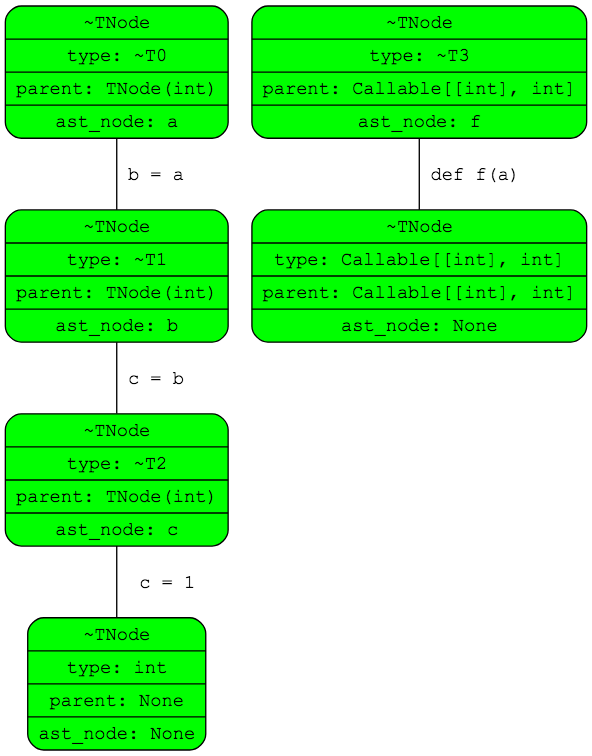 ~TNode
type: ~T0
parent: TNode(int)
ast_node: a
b = a
~TNode
type: ~T1
parent: TNode(int)
ast_node: b
c = b
~TNode
type: ~T2
parent: TNode(int)
ast_node: c
c = 1
~TNode
type: int
parent: None
ast_node: None
~TNode
type: ~T3
parent: Callable[[int], int]
ast_node: f
def f(a)
~TNode
type: Callable[[int], int]
parent: Callable[[int], int]
ast_node: None